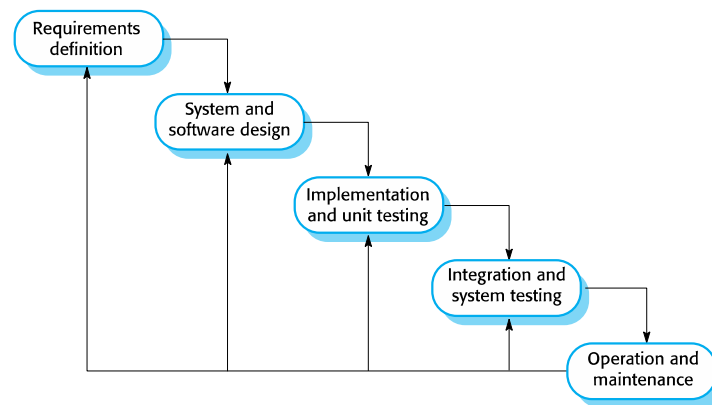 Requirements
definition
System and
software design
Implementation
and unit testing
Integration and
system testing
Operation and
maintenance